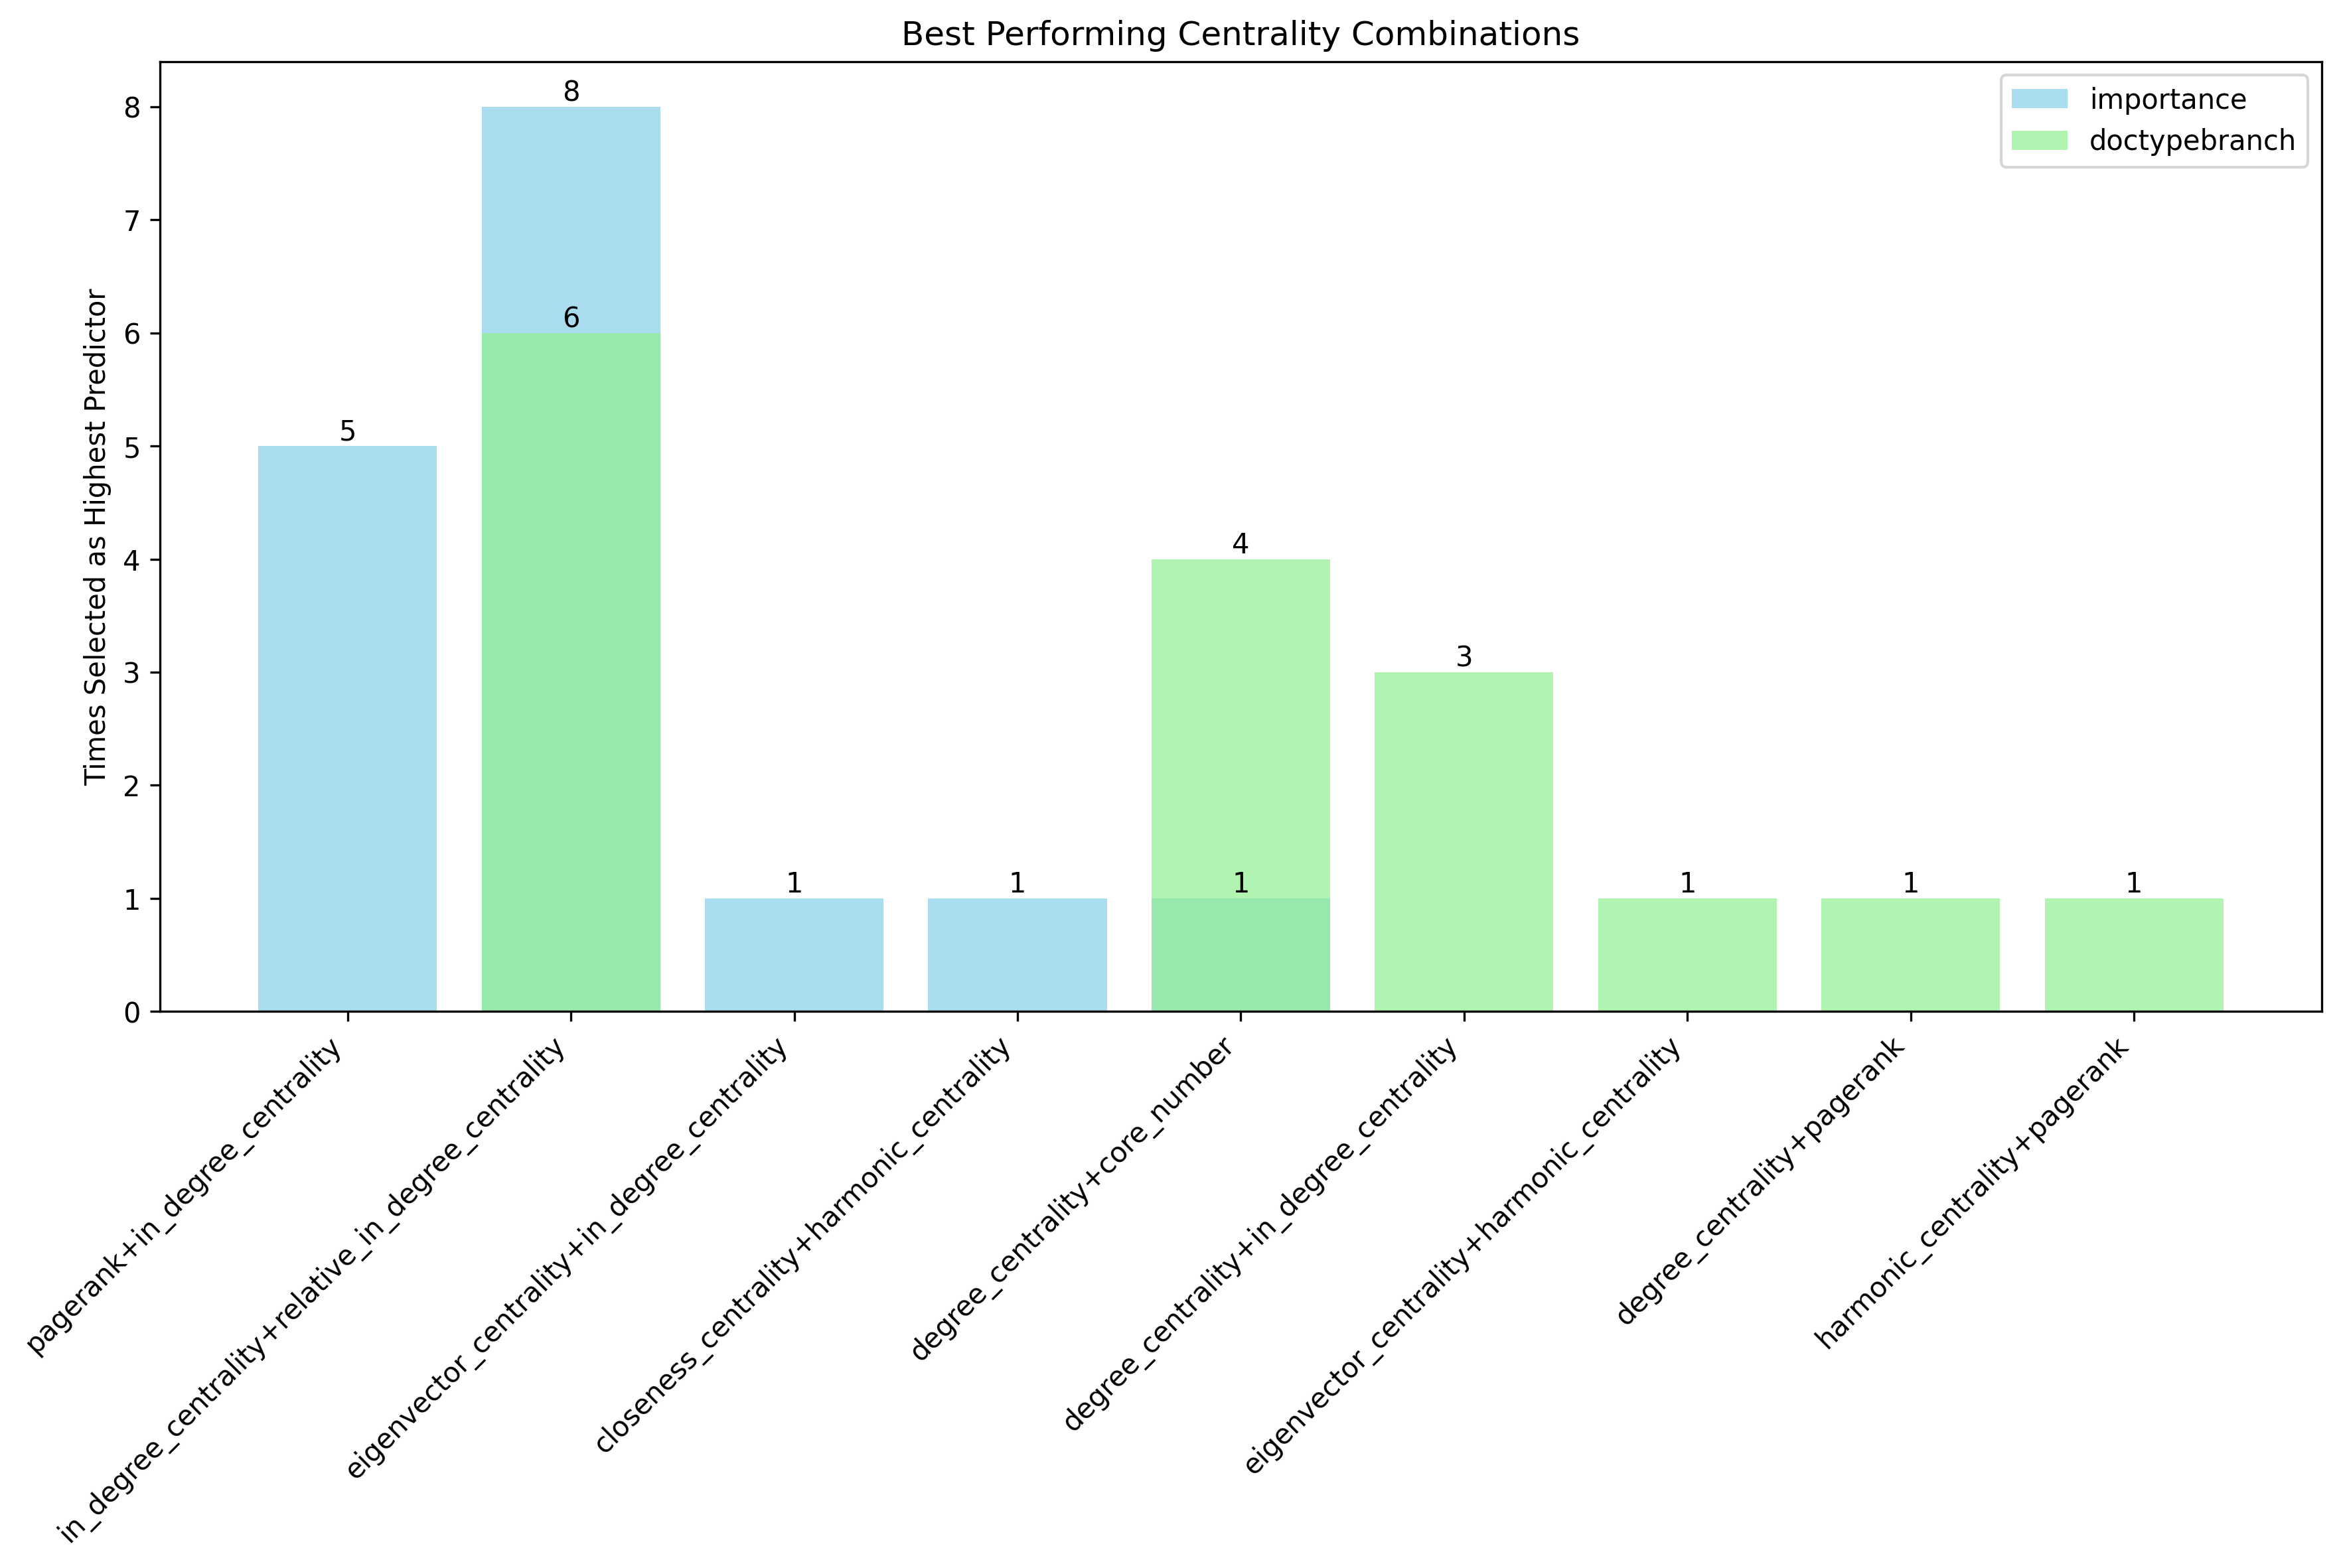 Best Performing Centrality Combinations
importance
doctypebranch
Times Selected as Highest Predictor
8
7
6
5
4
3
2
1
0
5
8
6
1
1
4
1
3
1
1
1
pagerank+in_degree_centrality
in_degree_centrality+relative_in_degree_centrality
eigenvector_centrality+in_degree_centrality
closeness_centrality+harmonic_centrality
degree_centrality+core_number
degree_centrality+in_degree_centrality
eigenvector_centrality+harmonic_centrality
degree_centrality+pagerank
harmonic_centrality+pagerank